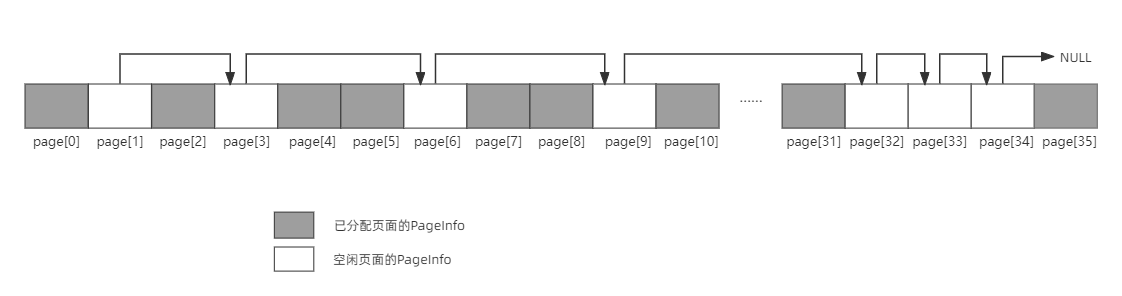 NULL
......
page[0] page[1] page[2] page[3] page[4] page[5] page[6] page[7] page[8] page[9] page[10] page[31] page[32] page[33] page[34] page[35]
已分配页面的PageInfo
空闲页面的PageInfo